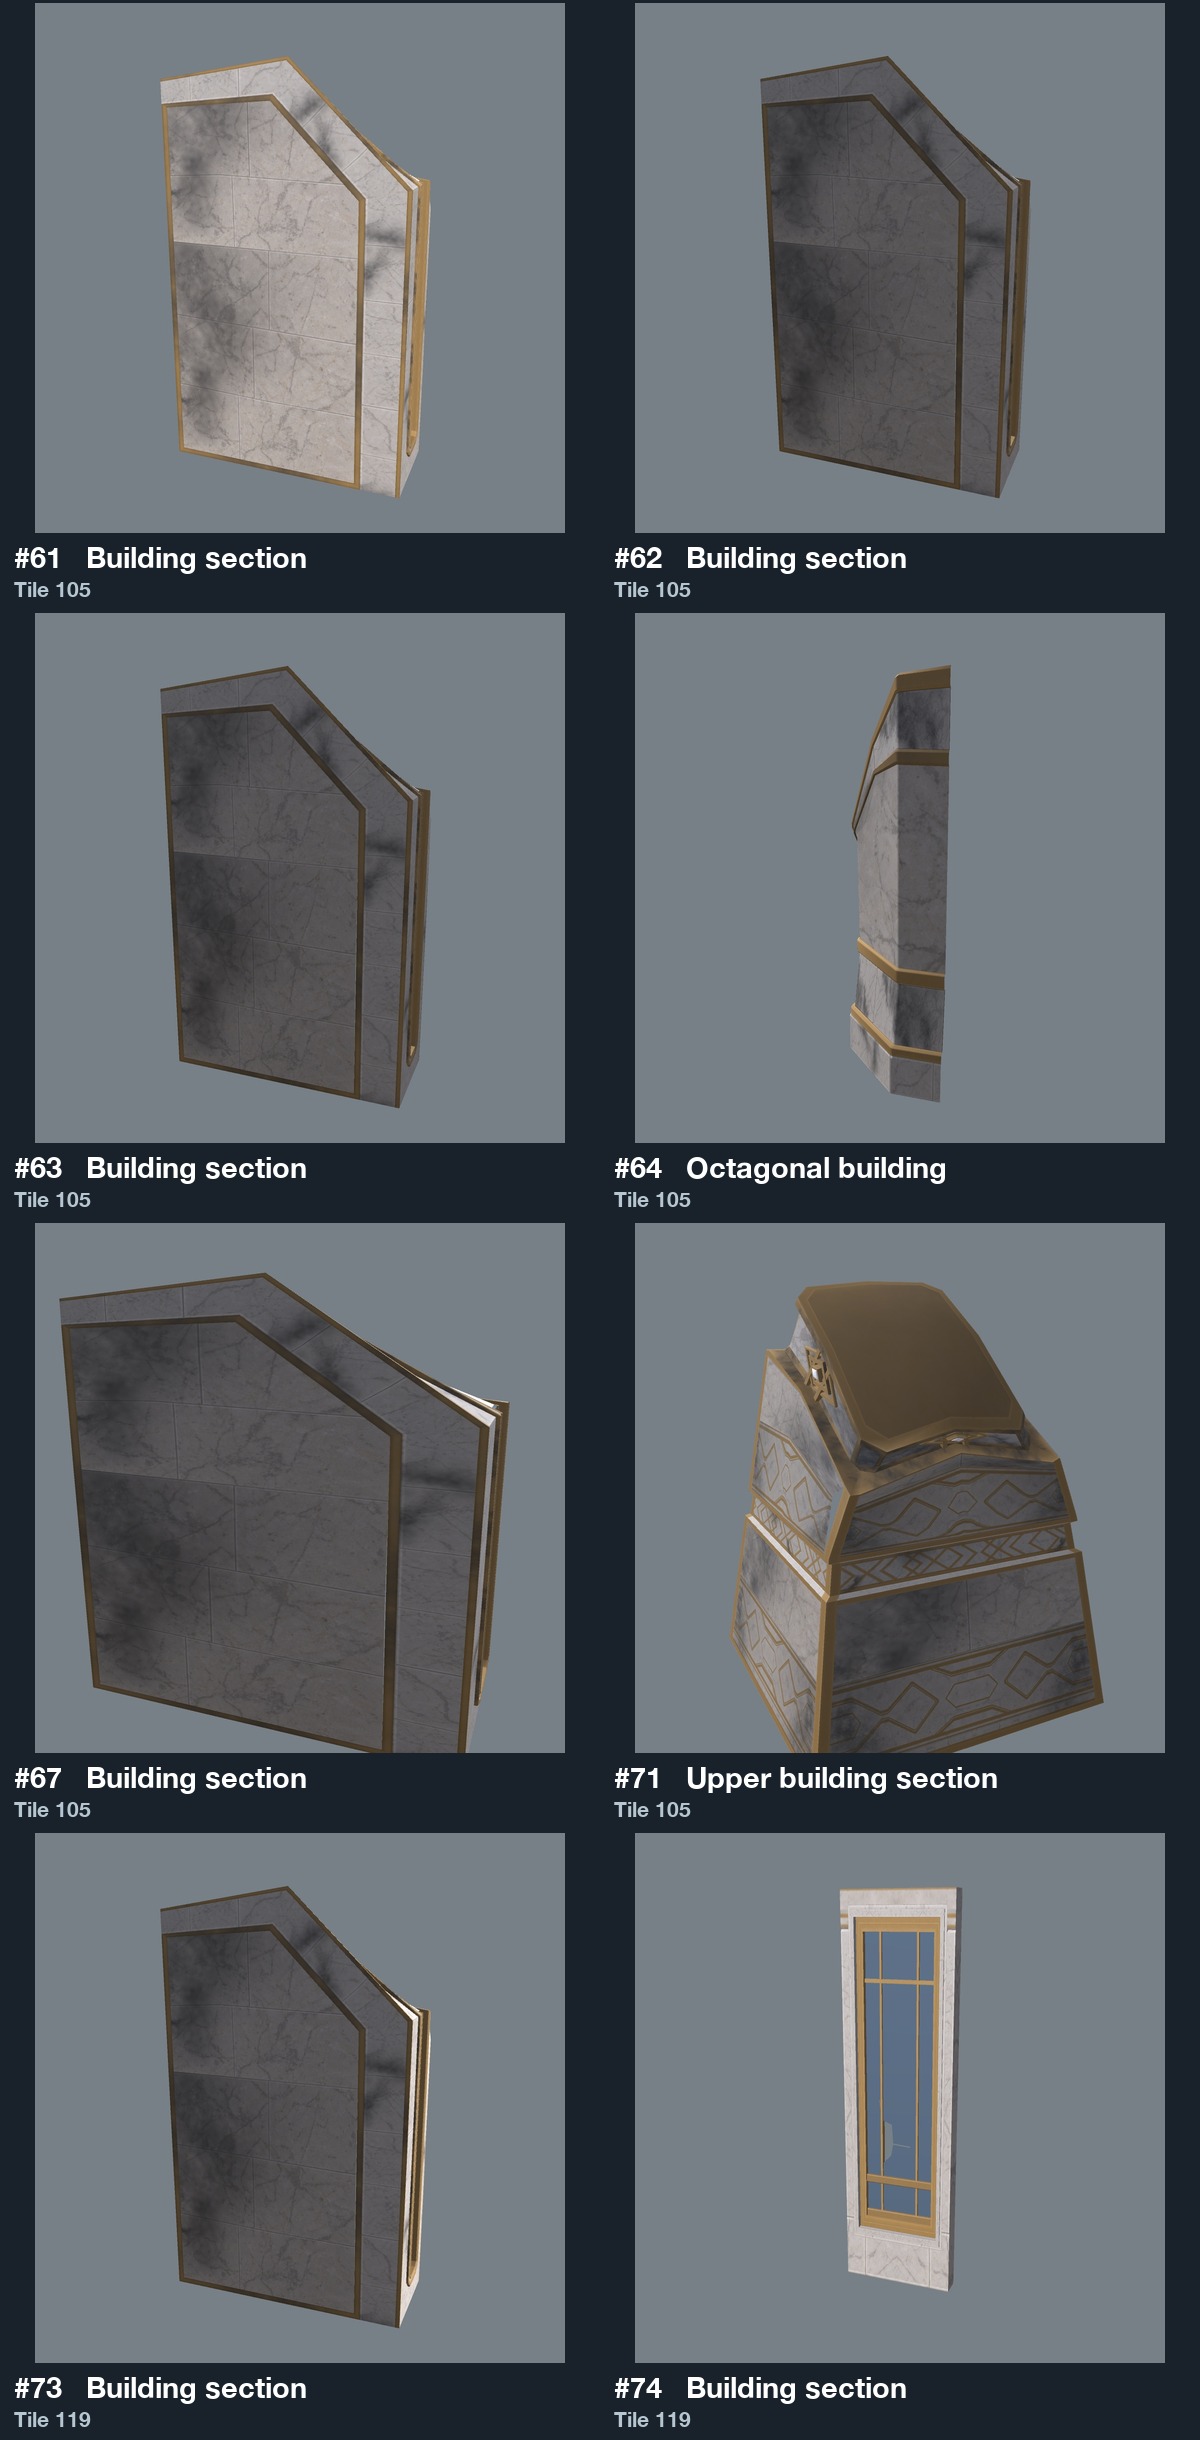 #61 Building section
Tile 105
#62 Building section
Tile 105
#63 Building section
Tile 105
#64 Octagonal building
Tile 105
#67 Building section
Tile 105
#71 Upper building section
Tile 105
#73 Building section
Tile 119
#74 Building section
Tile 119